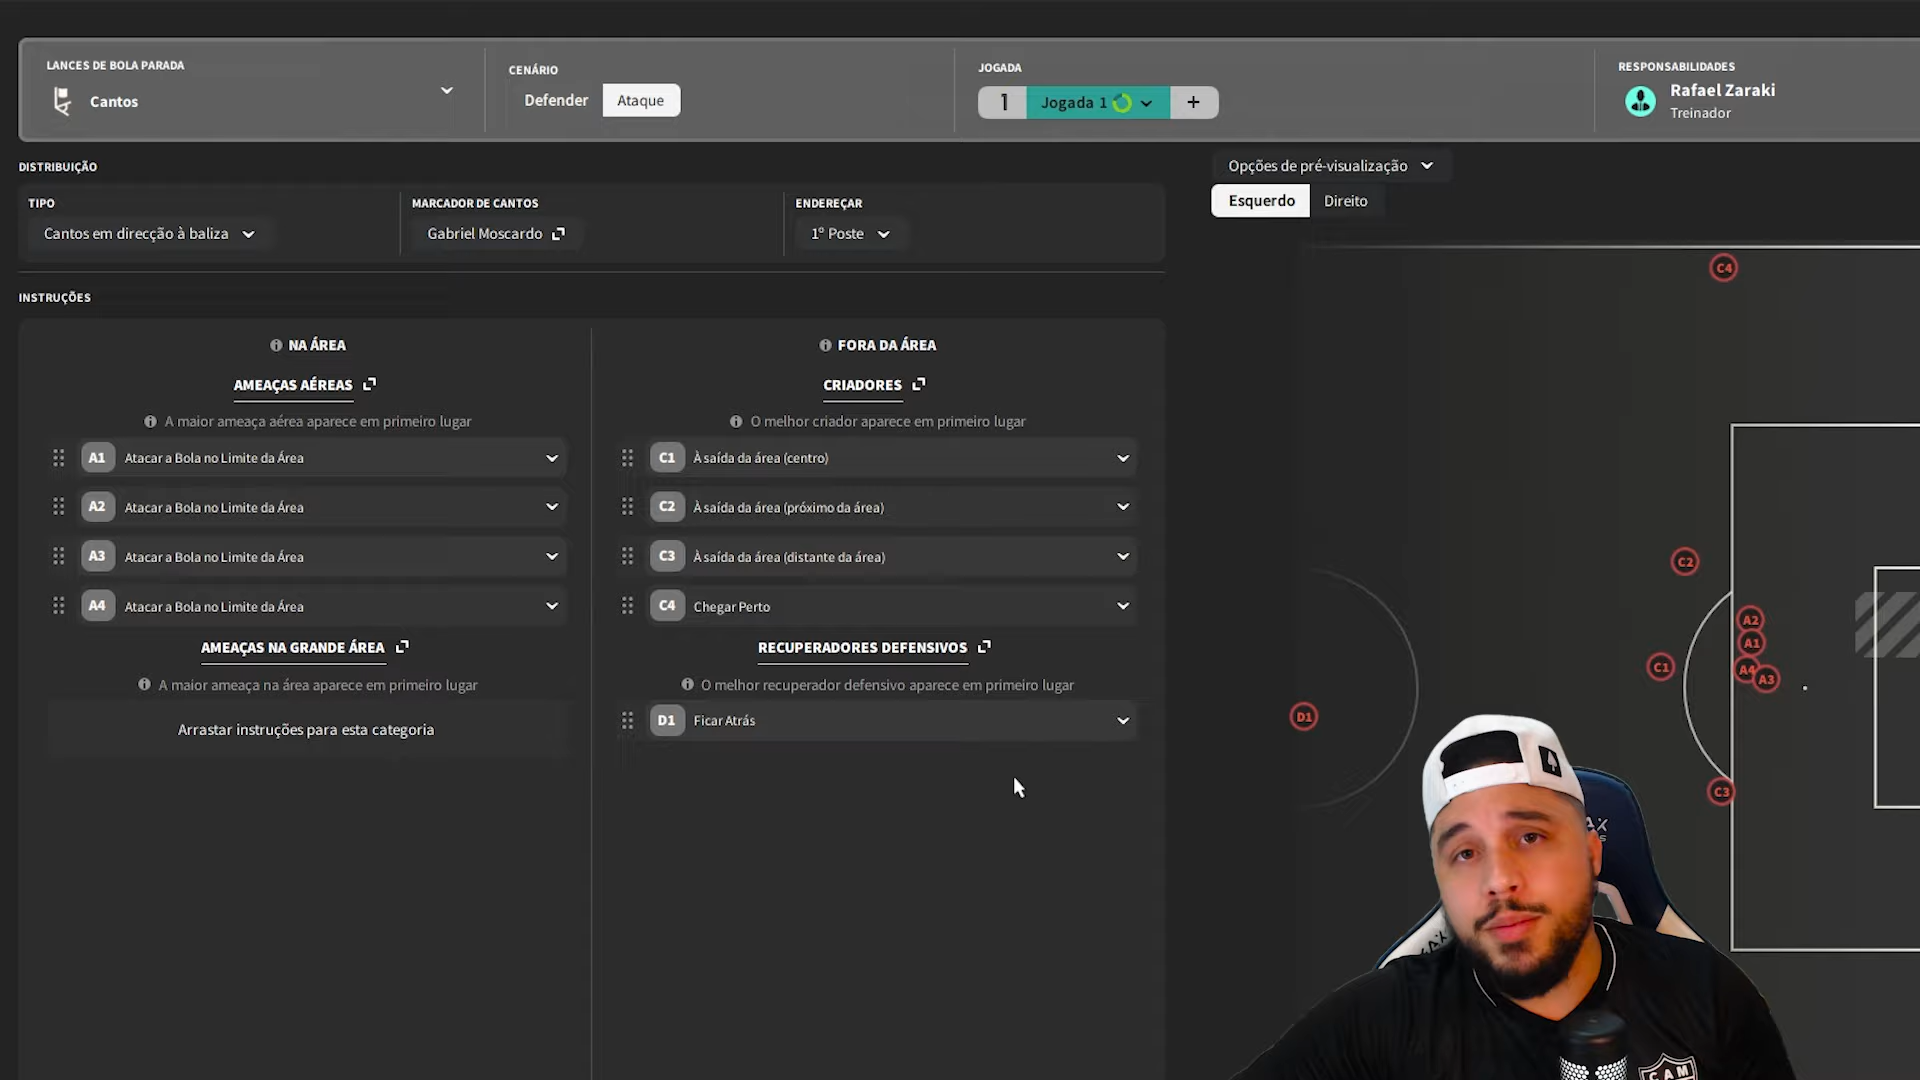 LANCES DE BOLA PARADA
Cantos
CENÁRIO
Defender
Ataque
JOGADA
1
Jogada 1
+
RESPONSABILIDADES
Rafael Zaraki
Treinador
DISTRIBUIÇÃO
TIPO
Cantos em direcção à baliza
MARCADOR DE CANTOS
Gabriel Moscardo
ENDEREÇAR
1º Poste
Opções de pré-visualização
Esquerdo
Direito
INSTRUÇÕES
NA ÁREA
AMEAÇAS AÉREAS
A maior ameaça aérea aparece em primeiro lugar
A1 Atacar a Bola no Limite da Área
A2 Atacar a Bola no Limite da Área
A3 Atacar a Bola no Limite da Área
A4 Atacar a Bola no Limite da Área
AMEAÇAS NA GRANDE ÁREA
A maior ameaça na área aparece em primeiro lugar
Arrastar instruções para esta categoria
FORA DA ÁREA
CRIADORES
O melhor criador aparece em primeiro lugar
C1 À saída da área (centro)
C2 À saída da área (próximo da área)
C3 À saída da área (distante da área)
C4 Chegar Perto
RECUPERADORES DEFENSIVOS
O melhor recuperador defensivo aparece em primeiro lugar
D1 Ficar Atrás
C4
C2
A2
A1
C1
A4
A3
D1
C3
CAM